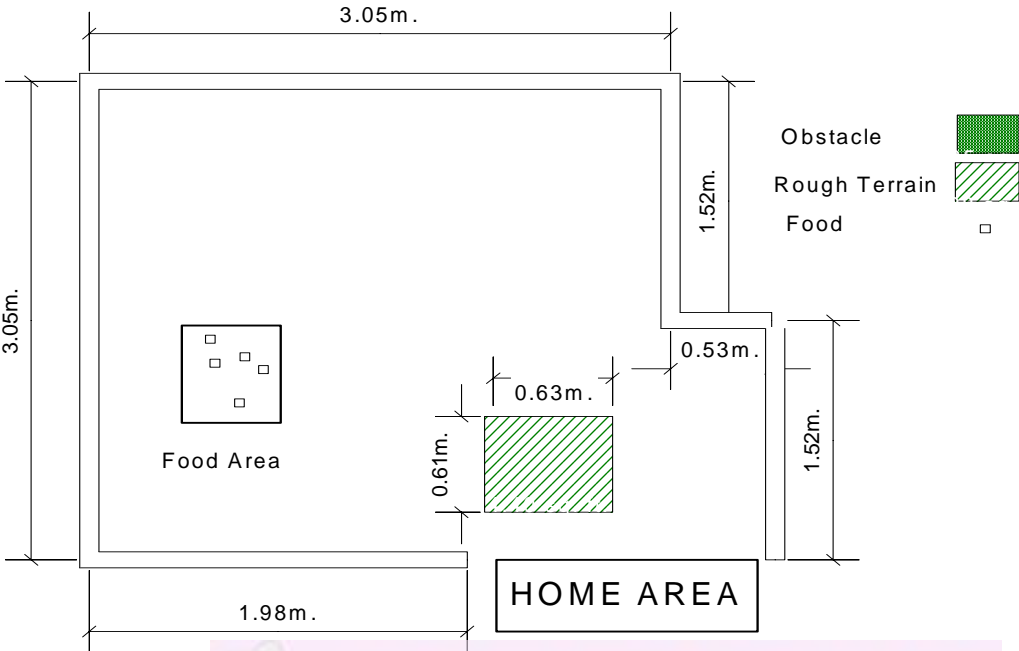 3.05m.
Obstacle
Rough Terrain
Food
1.52m.
3.05m.
0.53m.
0.63m.
0.61m.
1.52m.
Food Area
HOME AREA
1.98m.